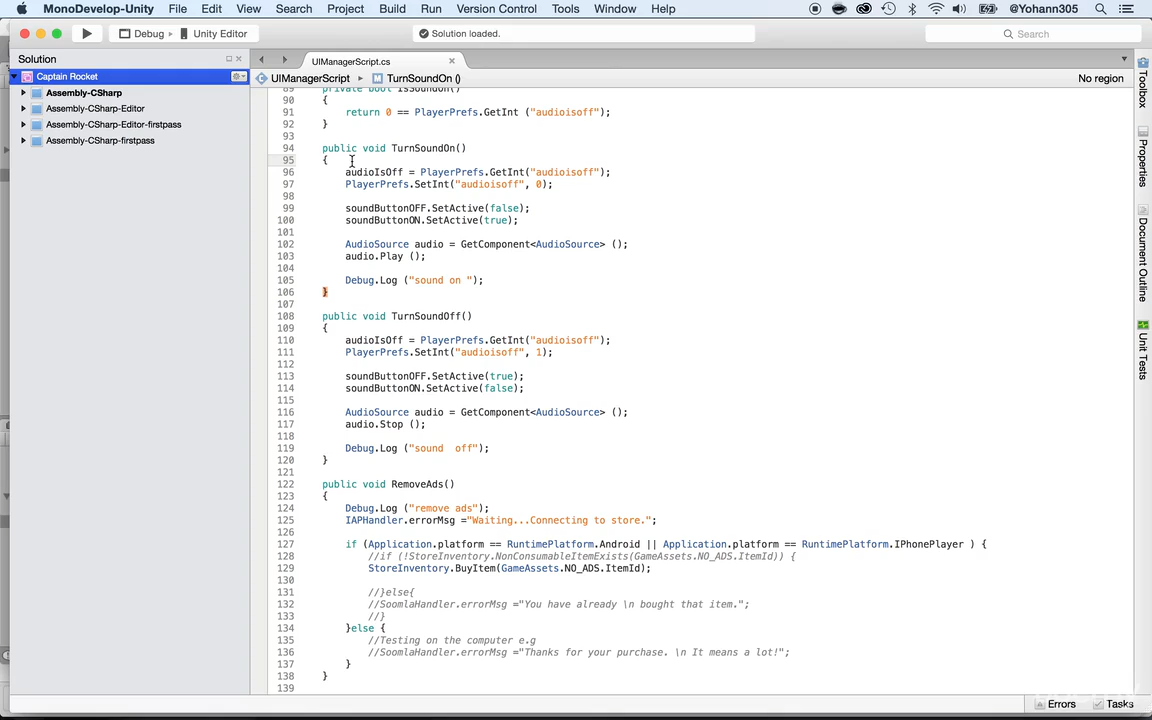 MonoDevelop-Unity File Edit View Search Project Build Run Version Control Tools Window Help @Yohann305
Debug Unity Editor Solution loaded. Search
Solution UIManagerScript.cs
Captain Rocket UIManagerScript TurnSoundOn () No region
Assembly-CSharp
Assembly-CSharp-Editor
Assembly-CSharp-Editor-firstpass
Assembly-CSharp-firstpass
89 private bool IsSoundOn()
90 {
91 return 0 == PlayerPrefs.GetInt ("audioisoff");
92 }
93
94 public void TurnSoundOn()
95 {
96 audioIsOff = PlayerPrefs.GetInt("audioisoff");
97 PlayerPrefs.SetInt("audioisoff", 0);
98
99 soundButtonOFF.SetActive(false);
100 soundButtonON.SetActive(true);
101
102 AudioSource audio = GetComponent<AudioSource> ();
103 audio.Play ();
104
105 Debug.Log ("sound on ");
106 }
107
108 public void TurnSoundOff()
109 {
110 audioIsOff = PlayerPrefs.GetInt("audioisoff");
111 PlayerPrefs.SetInt("audioisoff", 1);
112
113 soundButtonOFF.SetActive(true);
114 soundButtonON.SetActive(false);
115
116 AudioSource audio = GetComponent<AudioSource> ();
117 audio.Stop ();
118
119 Debug.Log ("sound  off");
120 }
121
122 public void RemoveAds()
123 {
124 Debug.Log ("remove ads");
125 IAPHandler.errorMsg ="Waiting...Connecting to store.";
126
127 if (Application.platform == RuntimePlatform.Android || Application.platform == RuntimePlatform.IPhonePlayer ) {
128 //if (!StoreInventory.NonConsumableItemExists(GameAssets.NO_ADS.ItemId)) {
129 StoreInventory.BuyItem(GameAssets.NO_ADS.ItemId);
130
131 //}else{
132 //SoomlaHandler.errorMsg ="You have already \n bought that item.";
133 //}
134 }else {
135 //Testing on the computer e.g
136 //SoomlaHandler.errorMsg ="Thanks for your purchase. \n It means a lot!";
137 }
138 }
139
Toolbox
Properties
Document Outline
Unit Tests
Errors Tasks